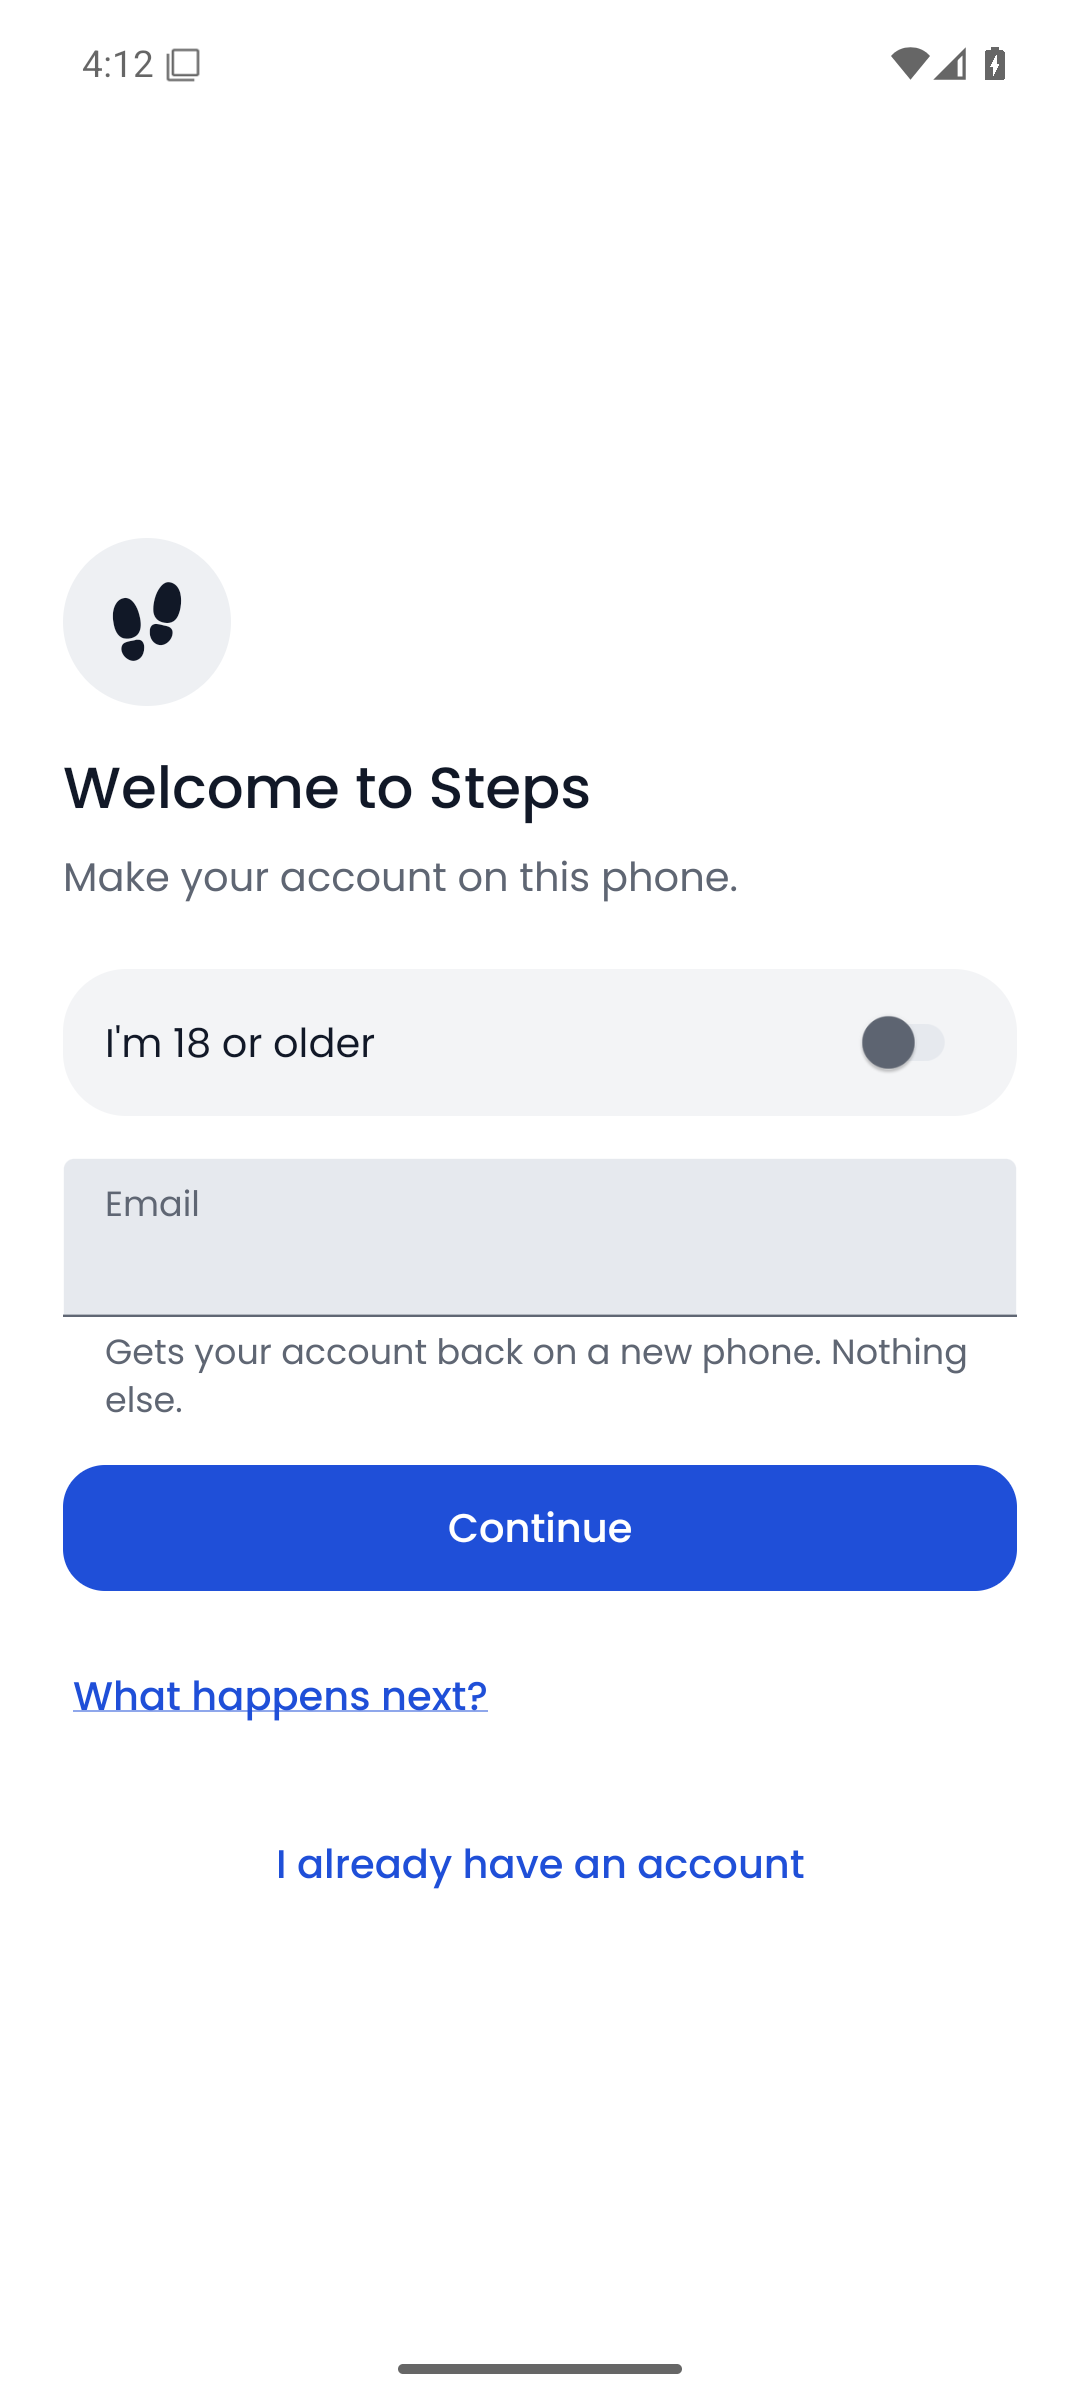 4:12
Welcome to Steps
Make your account on this phone.
I'm 18 or older
Email
Gets your account back on a new phone. Nothing
else.
Continue
What happens next?
I already have an account